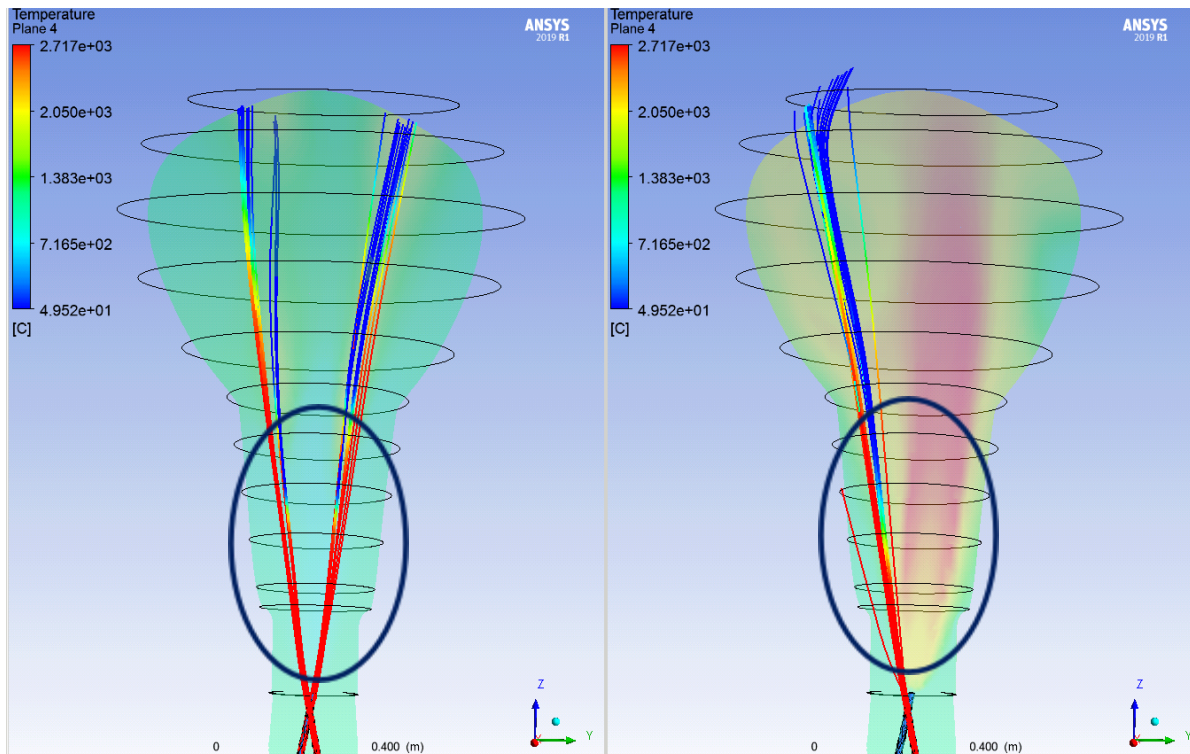 Temperature
Plane 4
2.717e+03
2.050e+03
1.383e+03
7.165e+02
4.952e+01
[C]
ANSYS
2019 R1
0 0.400 (m)
Z
Y
Temperature
Plane 4
2.717e+03
2.050e+03
1.383e+03
7.165e+02
4.952e+01
[C]
ANSYS
2019 R1
0 0.400 (m)
Z
Y